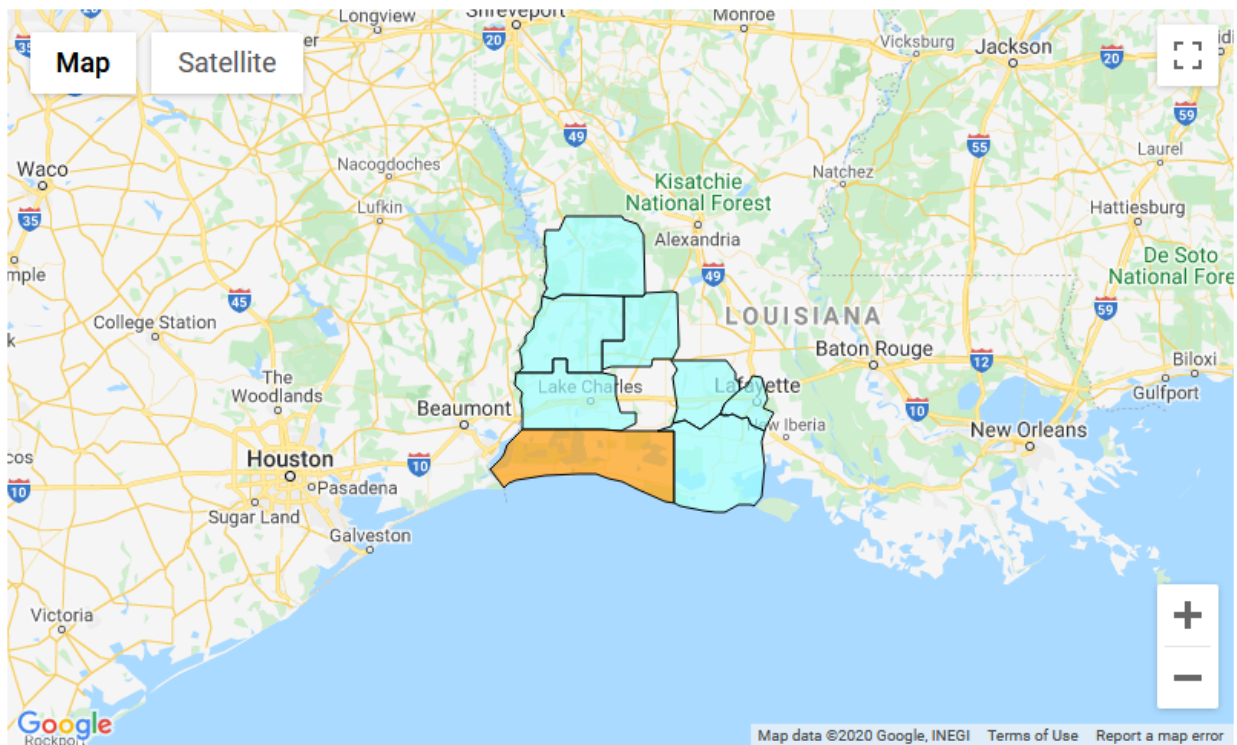 Longview
Shreveport
Monroe
Vicksburg
Jackson
20
20
35
Map
Satellite
49
59
Laurel
55
Waco
Nacogdoches
Natchez
Kisatchie
National Forest
35
Lufkin
Hattiesburg
Alexandria
De Soto
National Fore
mple
49
45
59
College Station
LOUISIANA
Baton Rouge
12
Biloxi
The
Woodlands
Lake Charles
Lafayette
Gulfport
Beaumont
10
New Iberia
New Orleans
cos
Houston
10
10
Pasadena
Sugar Land
Galveston
Victoria
+
−
Google
Rockport
Map data ©2020 Google, INEGI
Terms of Use
Report a map error